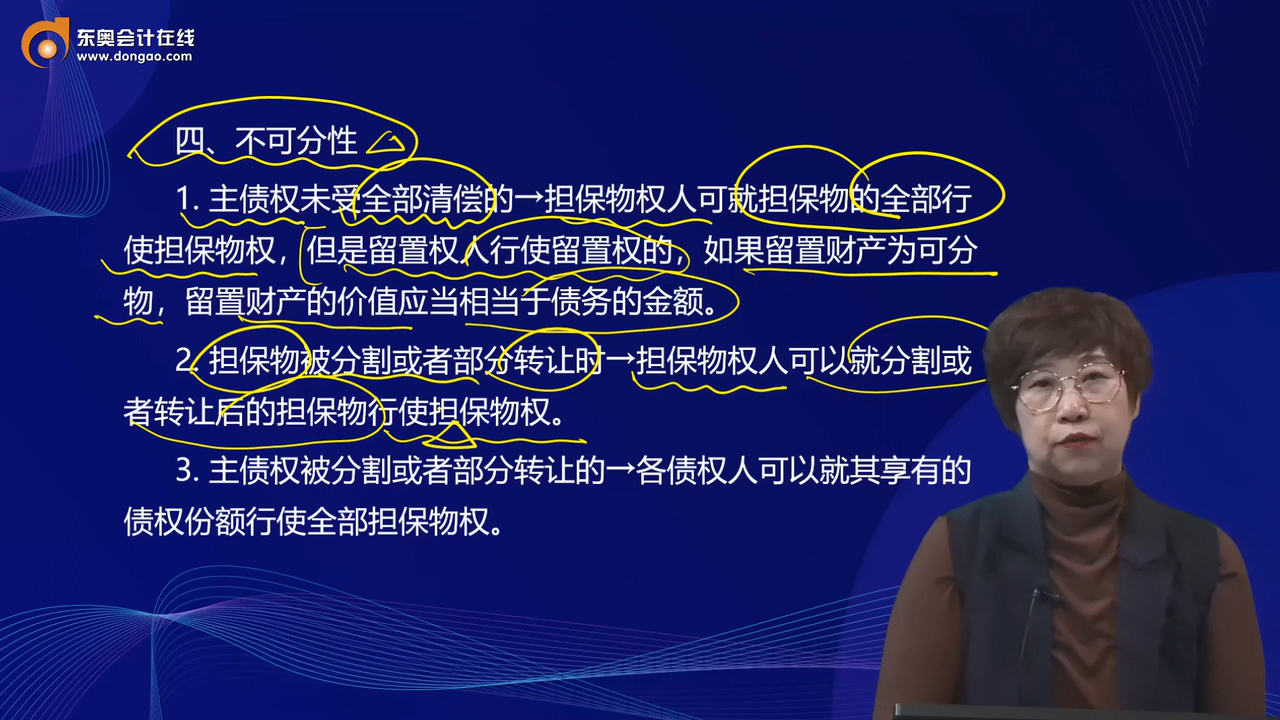 东奥会计在线
www.dongao.com
四、不可分性
1. 主债权未受全部清偿的→担保物权人可就担保物的全部行
使担保物权，但是留置权人行使留置权的，如果留置财产为可分
物，留置财产的价值应当相当于债务的金额。
2. 担保物被分割或者部分转让时→担保物权人可以就分割或
者转让后的担保物行使担保物权。
3. 主债权被分割或者部分转让的→各债权人可以就其享有的
债权份额行使全部担保物权。